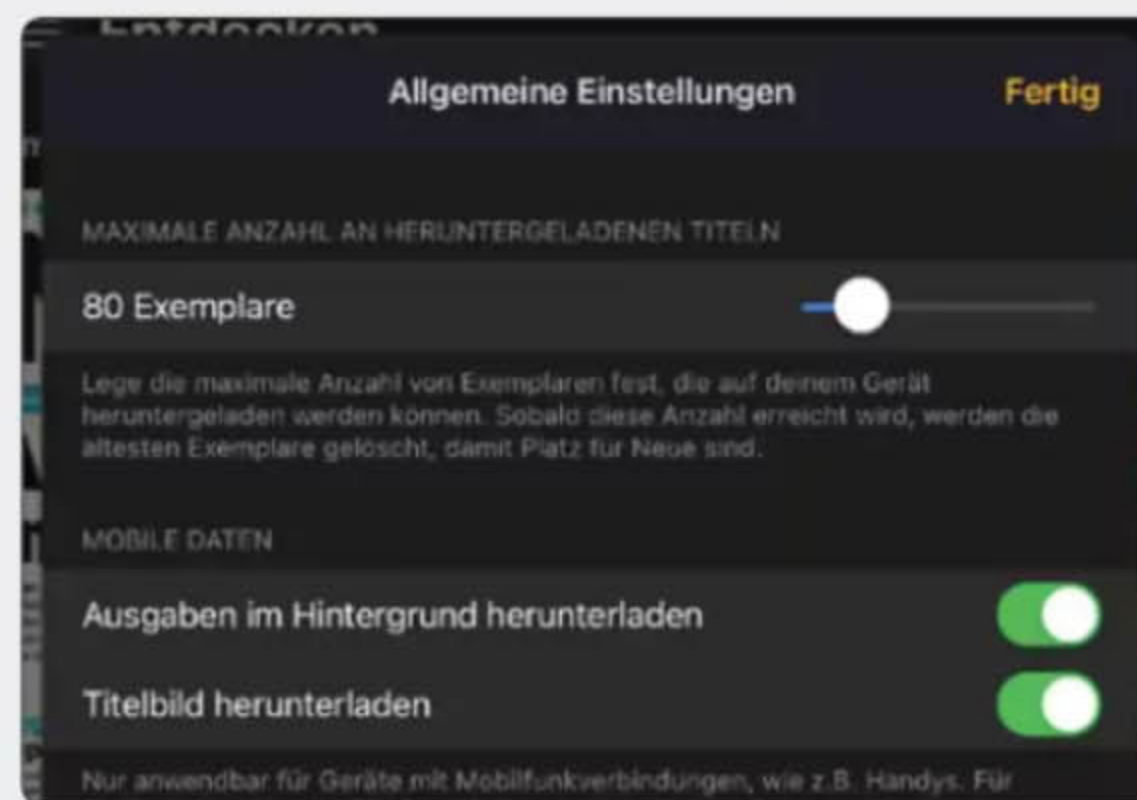 Entdecken
Allgemeine Einstellungen
Fertig
MAXIMALE ANZAHL AN HERUNTERGELADENEN TITELN
80 Exemplare
Lege die maximale Anzahl von Exemplaren fest, die auf deinem Gerät
heruntergeladen werden können. Sobald diese Anzahl erreicht wird, werden die
ältesten Exemplare gelöscht, damit Platz für Neue sind.
MOBILE DATEN
Ausgaben im Hintergrund herunterladen
Titelbild herunterladen
Nur anwendbar für Geräte mit Mobilfunkverbindungen, wie z.B. Handys. Für